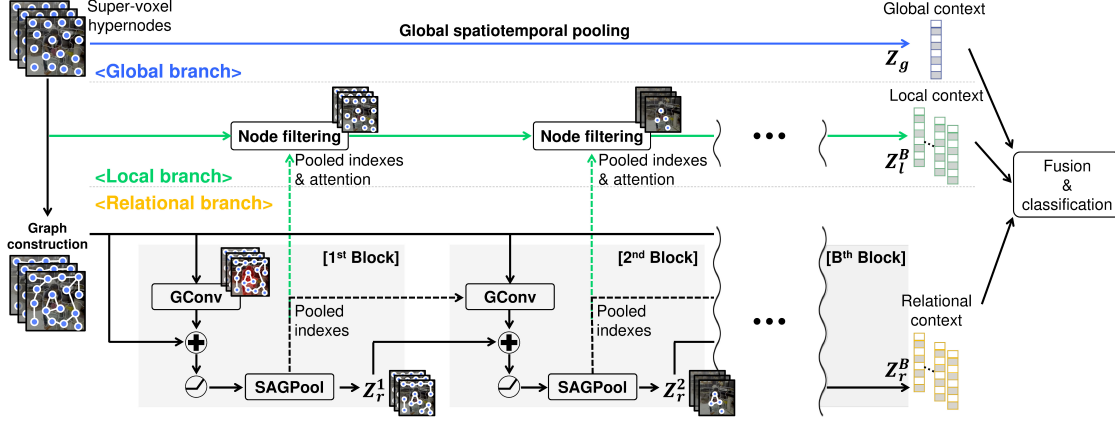 Super-voxel
hypernodes
Global spatiotemporal pooling
<Global branch>
Global context
Z_g
Node filtering
Node filtering
•••
Local context
Z_l^B
Pooled indexes
& attention
Pooled indexes
& attention
<Local branch>
<Relational branch>
Fusion
&
classification
Graph
construction
[1st Block]
[2nd Block]
[Bth Block]
GConv
GConv
Pooled
indexes
Pooled
indexes
•••
Relational
context
SAGPool
Z_r^1
SAGPool
Z_r^2
Z_r^B